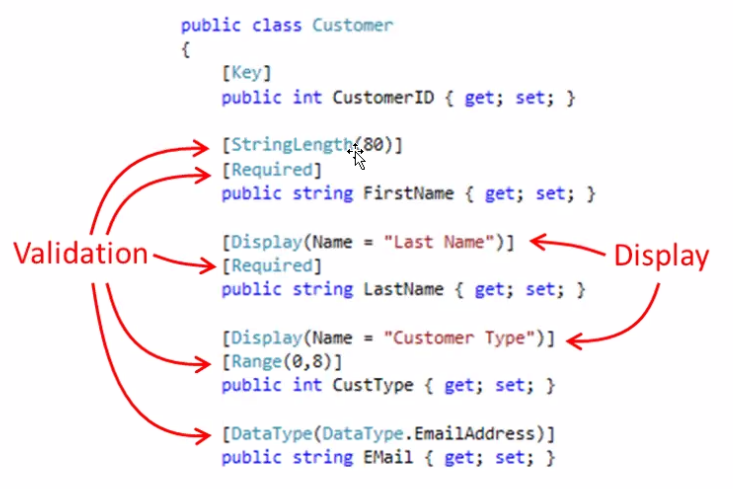 public class Customer
{
[Key]
public int CustomerID { get; set; }
[StringLength(80)]
[Required]
public string FirstName { get; set; }
Validation
[Display(Name = "Last Name")]
[Required]
public string LastName { get; set; }
Display
[Display(Name = "Customer Type")]
[Range(0,8)]
public int CustType { get; set; }
[DataType(DataType.EmailAddress)]
public string EMail { get; set; }